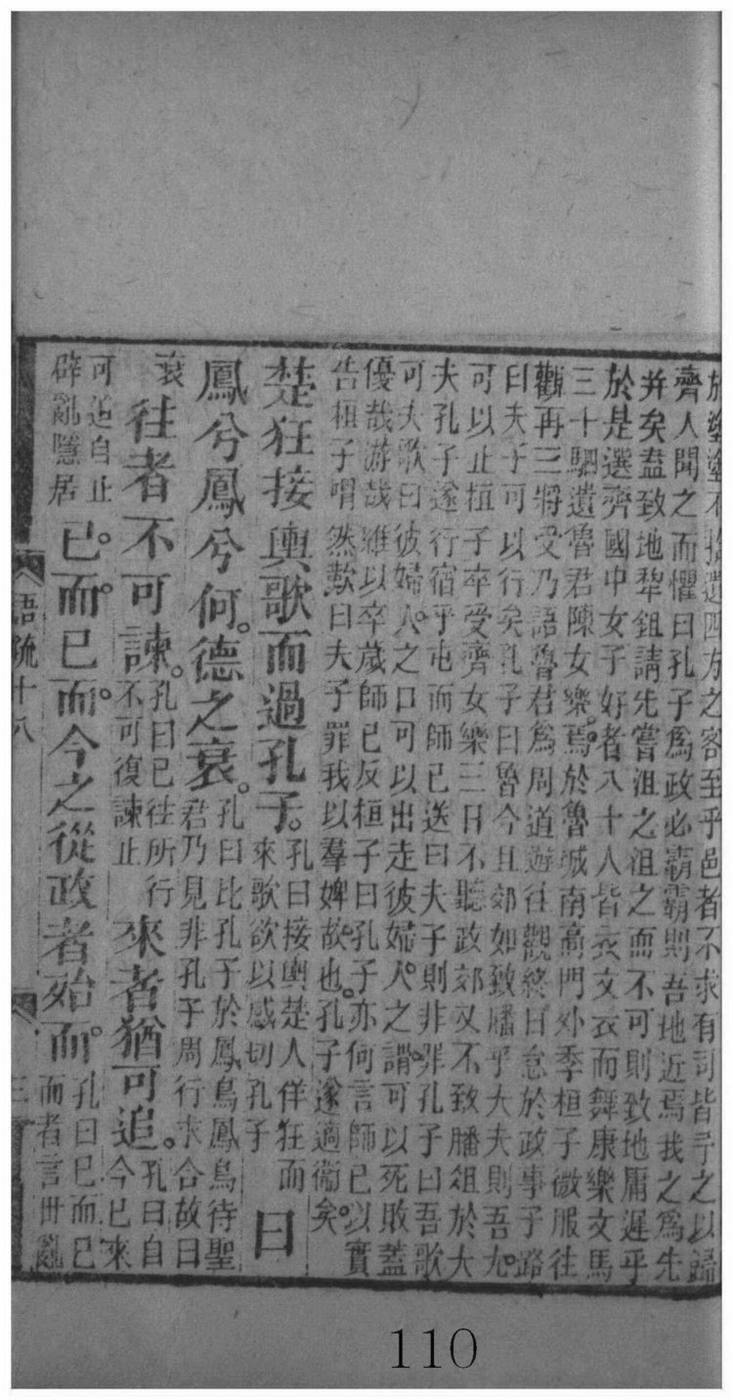 於塗塗不拾遺四方之客至乎邑者不求有司皆予之以歸
齊人聞之而懼曰孔子爲政必霸霸則吾地近焉我之爲先
并矣盍致地犂鉏請先嘗沮之沮之而不可則致地庸遲乎
於是選齊國中女子好者八十人皆衣文衣而舞康樂文馬
三十駟遺魯君陳女樂焉於魯城南高門外季桓子微服往
觀再三將受乃語魯君爲周道遊往觀終日怠於政事子路
曰夫子可以行矣孔子曰魯今且郊如致膰乎大夫則吾尢
可以止桓子卒受齊女樂三日不聽政郊又不致膰俎於大
夫孔子遂行宿乎屯而師已送曰夫子則非罪孔子曰吾歌
可夫歌曰彼婦人之口可以出走彼婦人之謂可以死敗蓋
優哉游哉維以卒歲師已反桓子曰孔子亦何言師已以實
告桓子喟然歎曰夫子罪我以羣婢故也孔子遂適衞矣
楚狂接輿歌而過孔子。孔曰接輿楚人佯狂而來歌欲以感切孔子曰
鳳兮鳳兮何德之衰。孔曰比孔子於鳳鳥鳳鳥待聖君乃見非孔子周行求合故曰
衰往者不可諫。孔曰已往所行不可復諫止來者猶可追。孔曰自今已來
可追自止辟亂隱居已。而。已而。今之從政者殆而。孔曰已而已而者言世亂
語疏十八
三
110